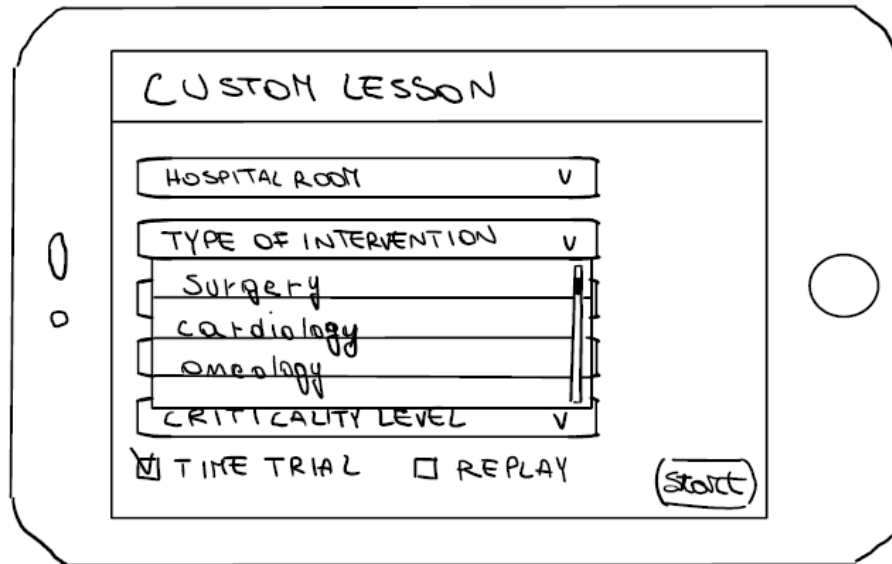 CUSTOM LESSON
HOSPITAL ROOM
TYPE OF INTERVENTION
Surgery
cardiology
oncology
CRITICALITY LEVEL
TIME TRIAL REPLAY
Start